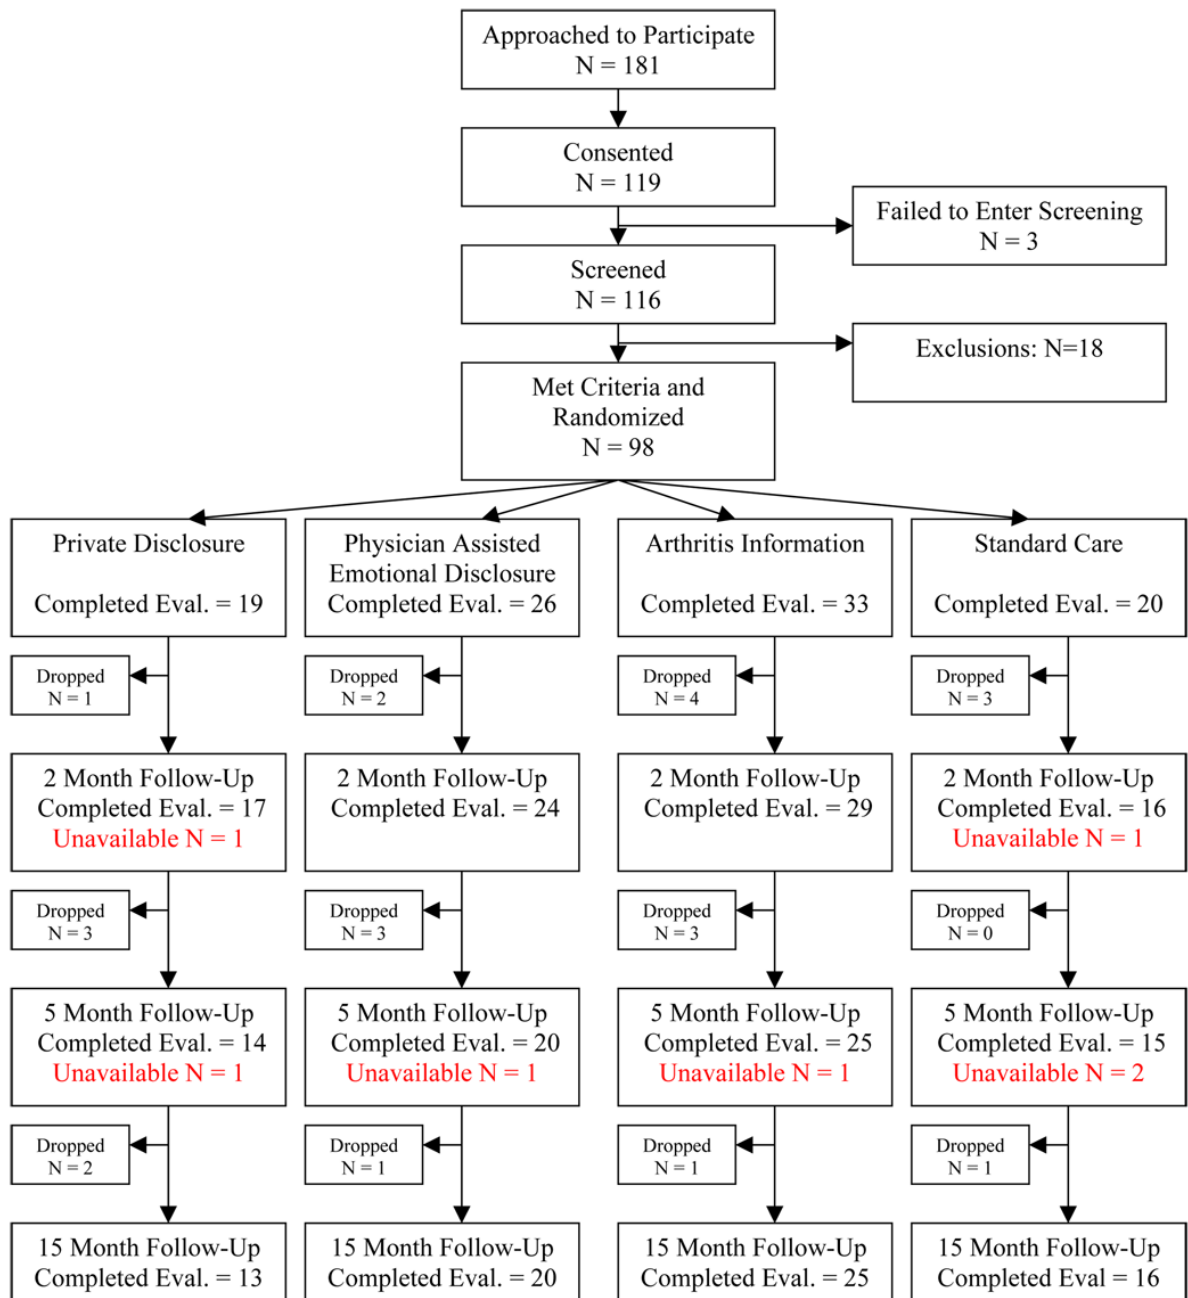 Approached to Participate
N = 181
Consented
N = 119
Failed to Enter Screening
N = 3
Screened
N = 116
Exclusions: N=18
Met Criteria and
Randomized
N = 98
Private Disclosure
Completed Eval. = 19
Physician Assisted
Emotional Disclosure
Completed Eval. = 26
Arthritis Information
Completed Eval. = 33
Standard Care
Completed Eval. = 20
Dropped
N = 1
Dropped
N = 2
Dropped
N = 4
Dropped
N = 3
2 Month Follow-Up
Completed Eval. = 17
Unavailable N = 1
2 Month Follow-Up
Completed Eval. = 24
2 Month Follow-Up
Completed Eval. = 29
2 Month Follow-Up
Completed Eval. = 16
Unavailable N = 1
Dropped
N = 3
Dropped
N = 3
Dropped
N = 3
Dropped
N = 0
5 Month Follow-Up
Completed Eval. = 14
Unavailable N = 1
5 Month Follow-Up
Completed Eval. = 20
Unavailable N = 1
5 Month Follow-Up
Completed Eval. = 25
Unavailable N = 1
5 Month Follow-Up
Completed Eval. = 15
Unavailable N = 2
Dropped
N = 2
Dropped
N = 1
Dropped
N = 1
Dropped
N = 1
15 Month Follow-Up
Completed Eval. = 13
15 Month Follow-Up
Completed Eval. = 20
15 Month Follow-Up
Completed Eval. = 25
15 Month Follow-Up
Completed Eval = 16